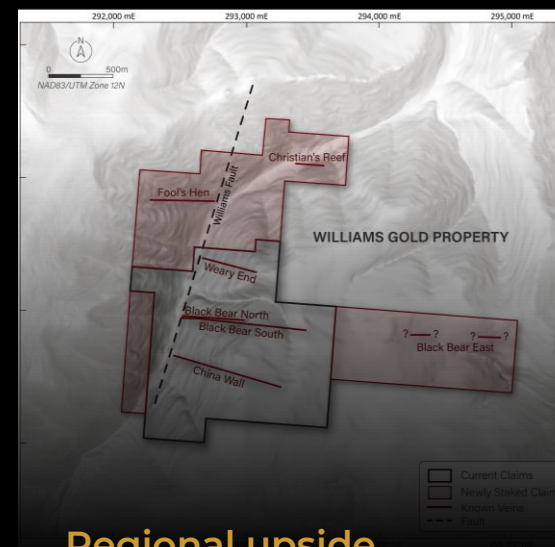 292,000 mE 293,000 mE 294,000 mE 295,000 mE
N
0 500m
NAD83/UTM Zone 12N
Christian's Reef
Fool's Hen
Williams Fault
WILLIAMS GOLD PROPERTY
Weary End
Black Bear North
Black Bear South
? ? ? ?
Black Bear East
China Wall
Current Claims
Newly Staked Claim
Known Veins
Fault
Regional upside